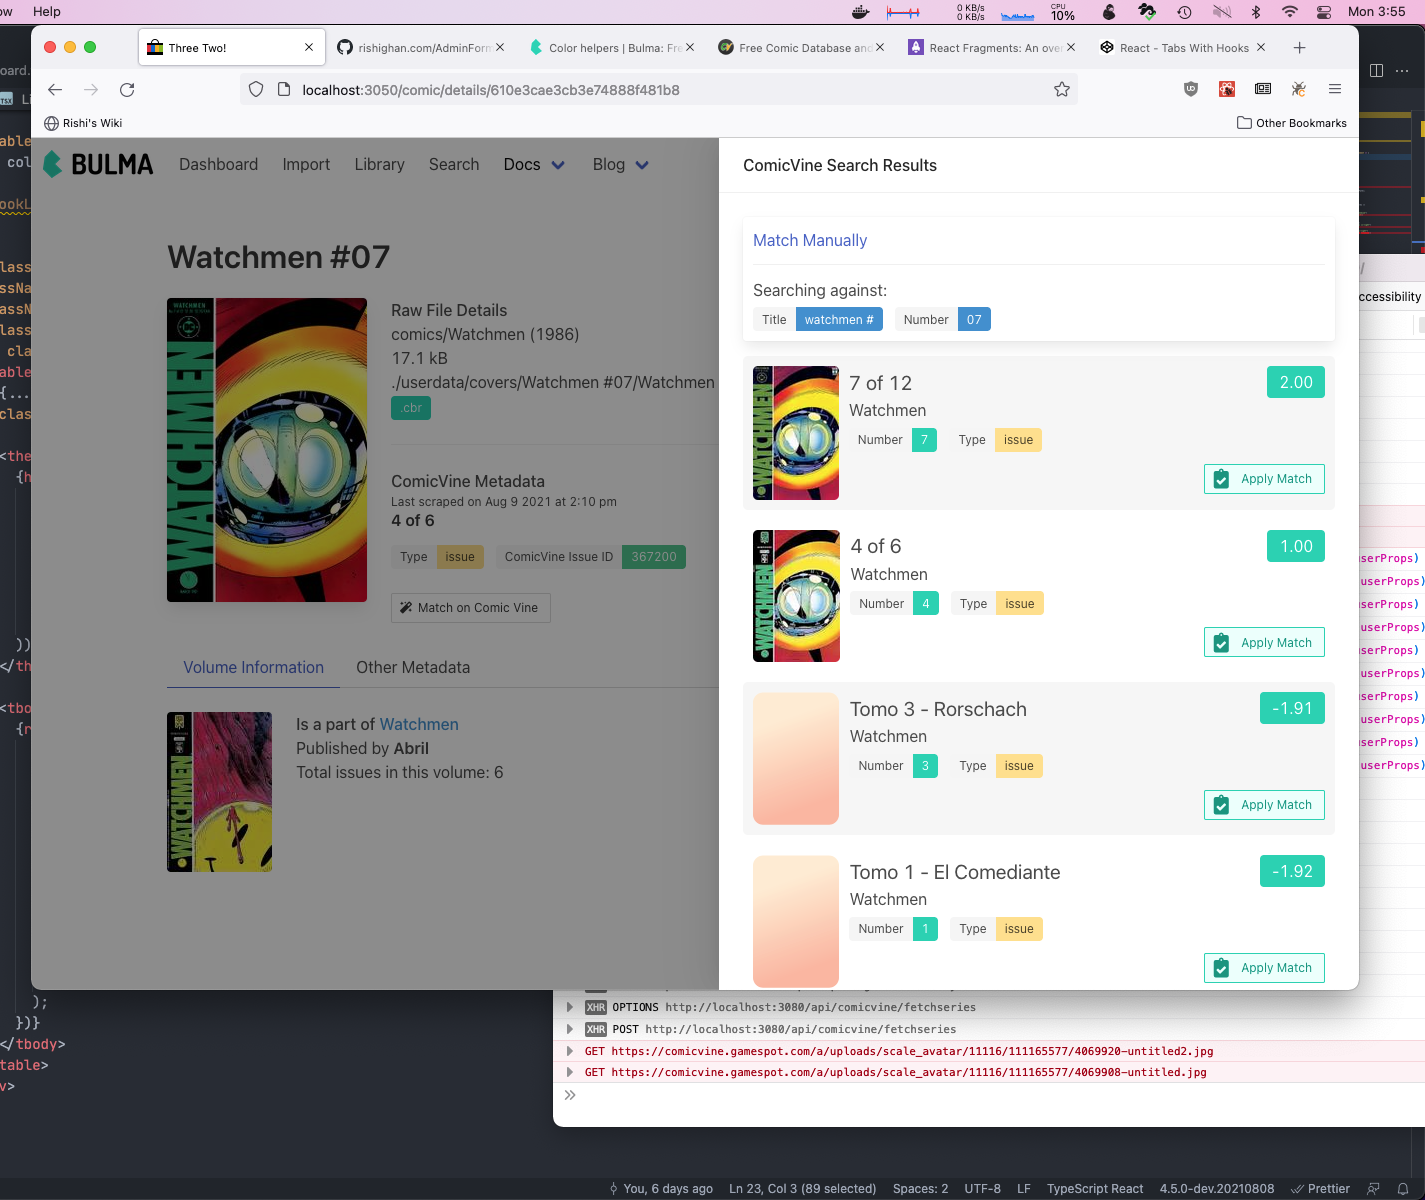 Help
0 KB/s
0 KB/s
CPU
10%
Mon 3:55
Three Two!
rishighan.com/AdminForm
Color helpers | Bulma: Fre
Free Comic Database and
React Fragments: An over
React - Tabs With Hooks
localhost:3050/comic/details/610e3cae3cb3e74888f481b8
Rishi's Wiki
Other Bookmarks
BULMA
Dashboard
Import
Library
Search
Docs
Blog
Watchmen #07
WATCHMEN
Raw File Details
comics/Watchmen (1986)
17.1 kB
./userdata/covers/Watchmen #07/Watchmen
.cbr
ComicVine Metadata
Last scraped on Aug 9 2021 at 2:10 pm
4 of 6
Type issue
ComicVine Issue ID 367200
Match on Comic Vine
Volume Information
Other Metadata
WATCHMEN
Is a part of Watchmen
Published by Abril
Total issues in this volume: 6
ComicVine Search Results
Match Manually
Searching against:
Title watchmen #
Number 07
WATCHMEN
7 of 12
2.00
Watchmen
Number 7
Type issue
Apply Match
WATCHMEN
4 of 6
1.00
Watchmen
Number 4
Type issue
Apply Match
Tomo 3 - Rorschach
-1.91
Watchmen
Number 3
Type issue
Apply Match
Tomo 1 - El Comediante
-1.92
Watchmen
Number 1
Type issue
Apply Match
ccessibility
userProps)
userProps)
userProps)
userProps)
userProps)
userProps)
userProps)
userProps)
userProps)
userProps)
))
</th
<tbo
);
})}
</tbody>
table>
v>
XHR OPTIONS http://localhost:3080/api/comicvine/fetchseries
XHR POST http://localhost:3080/api/comicvine/fetchseries
GET https://comicvine.gamespot.com/a/uploads/scale_avatar/11116/111165577/4069920-untitled2.jpg
GET https://comicvine.gamespot.com/a/uploads/scale_avatar/11116/111165577/4069908-untitled.jpg
You, 6 days ago
Ln 23, Col 3 (89 selected)
Spaces: 2
UTF-8
LF
TypeScript React
4.5.0-dev.20210808
Prettier